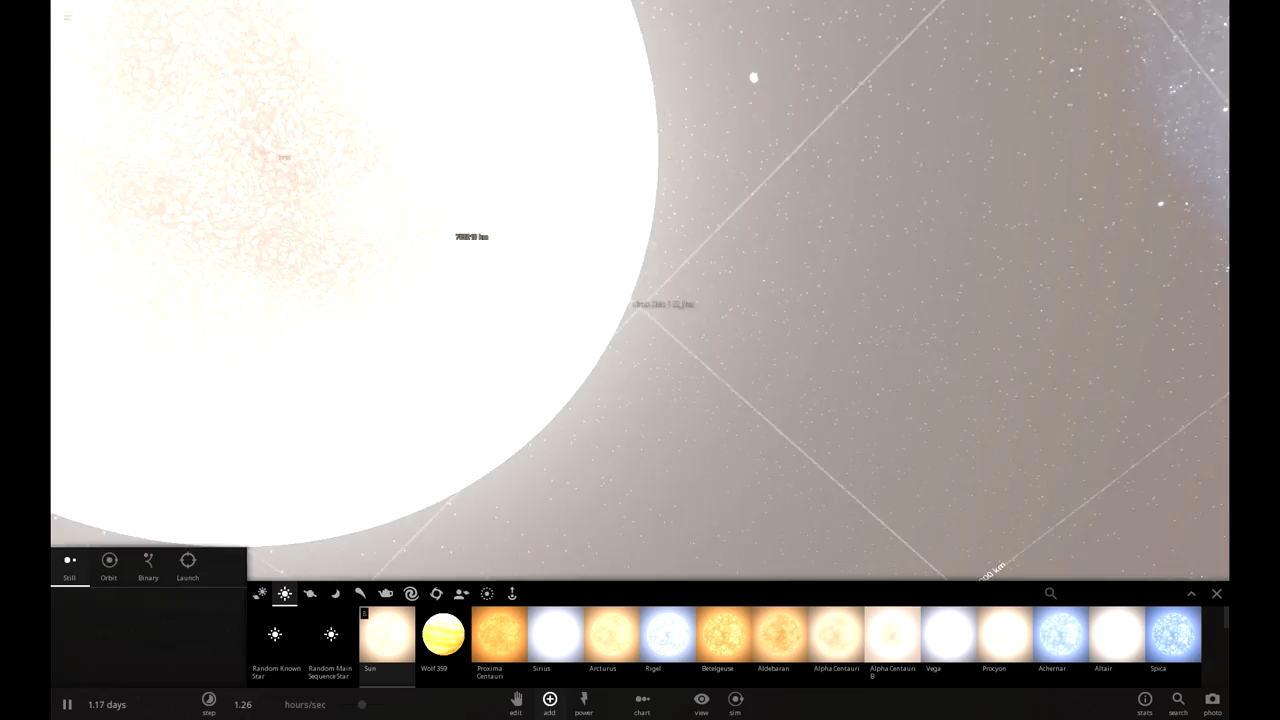 000 km
Still
Orbit
Binary
Launch
Random Known Star
Random Main Sequence Star
Sun
Wolf 359
Proxima Centauri
Sirius
Arcturus
Rigel
Betelgeuse
Aldebaran
Alpha Centauri
Alpha Centauri B
Vega
Procyon
Achernar
Altair
Spica
1.17 days
step
1.26
hours/sec
edit
add
power
chart
view
sim
stats
search
photo